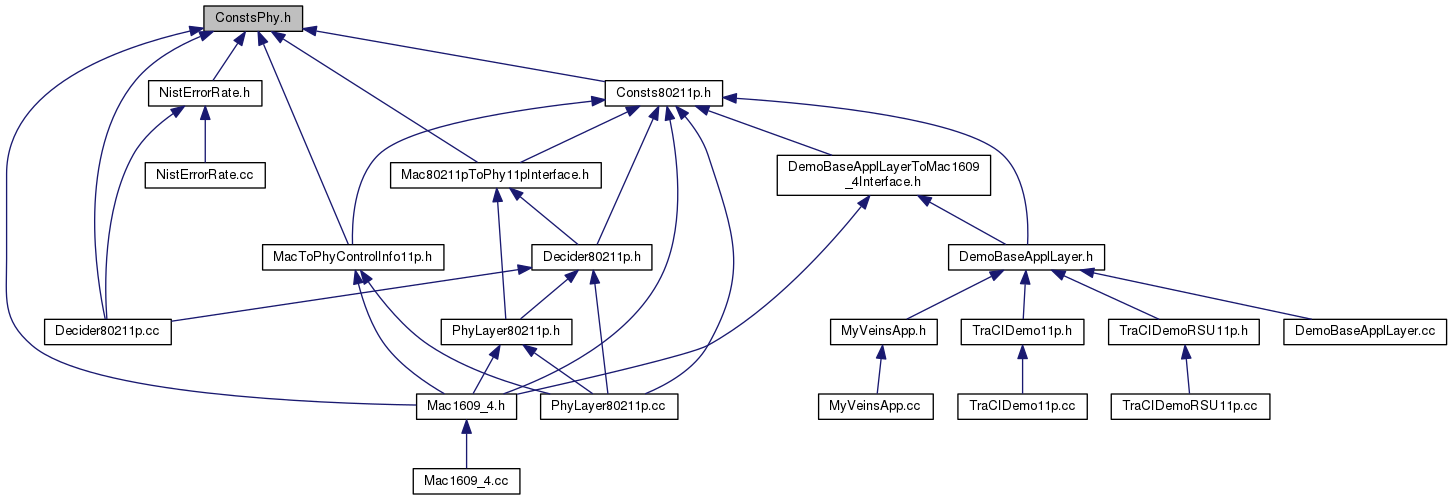 ConstsPhy.h
NistErrorRate.h
Consts80211p.h
NistErrorRate.cc
Mac80211pToPhy11pInterface.h
DemoBaseApplLayerToMac1609
_4Interface.h
MacToPhyControlInfo11p.h
Decider80211p.h
DemoBaseApplLayer.h
Decider80211p.cc
PhyLayer80211p.h
MyVeinsApp.h
TraCIDemo11p.h
TraCIDemoRSU11p.h
DemoBaseApplLayer.cc
Mac1609_4.h
PhyLayer80211p.cc
MyVeinsApp.cc
TraCIDemo11p.cc
TraCIDemoRSU11p.cc
Mac1609_4.cc